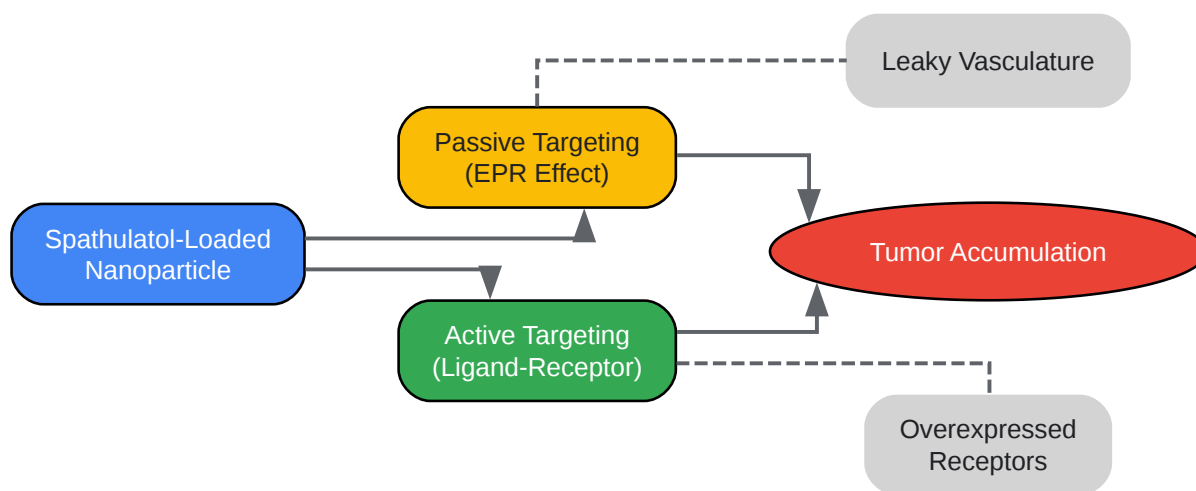 Leaky Vasculature
Passive Targeting
(EPR Effect)
Spathulatol-Loaded
Nanoparticle
Tumor Accumulation
Active Targeting
(Ligand-Receptor)
Overexpressed
Receptors